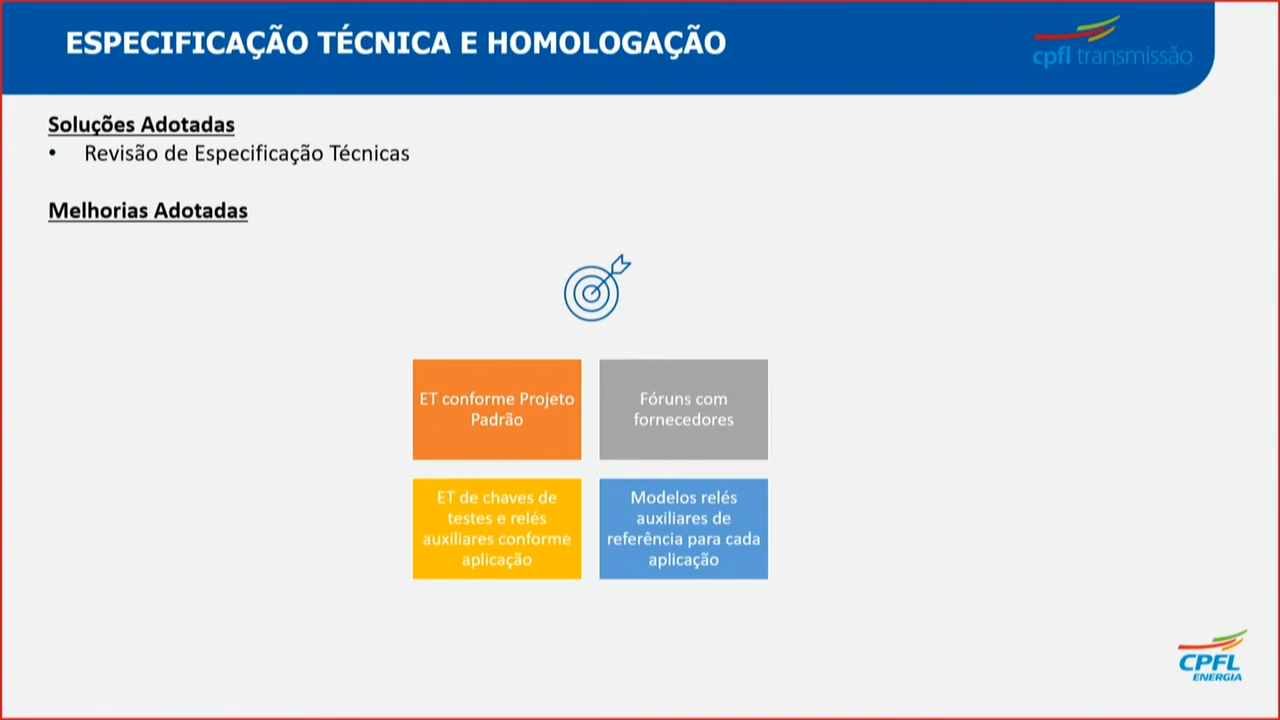 ESPECIFICAÇÃO TÉCNICA E HOMOLOGAÇÃO
cpfl transmissão
Soluções Adotadas
• Revisão de Especificação Técnicas
Melhorias Adotadas
ET conforme Projeto
Padrão
Fóruns com
fornecedores
ET de chaves de
testes e relés
auxiliares conforme
aplicação
Modelos relés
auxiliares de
referência para cada
aplicação
CPFL
ENERGIA